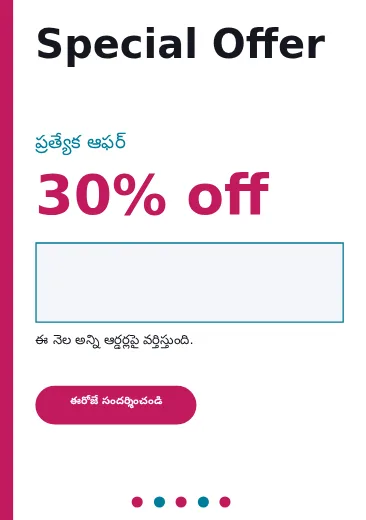 Special Offer
ప్రత్యేక ఆఫర్
30% off
ఈ నెల అన్ని ఆర్డర్లపై వర్తిస్తుంది.
ఈరోజే సందర్శించండి